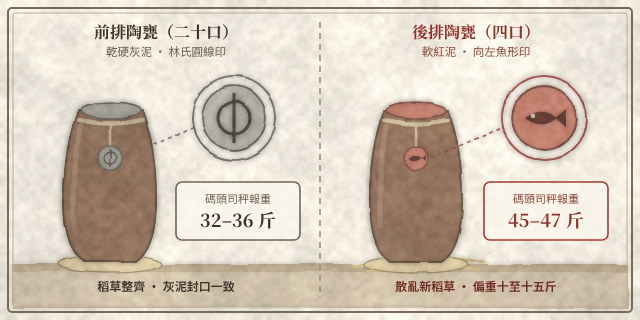 前排陶甕（二十口）
乾硬灰泥 · 林氏圓線印
碼頭司秤報重
32–36 斤
稻草整齊 · 灰泥封口一致
後排陶甕（四口）
軟紅泥 · 向左魚形印
碼頭司秤報重
45–47 斤
散亂新稻草 · 偏重十至十五斤